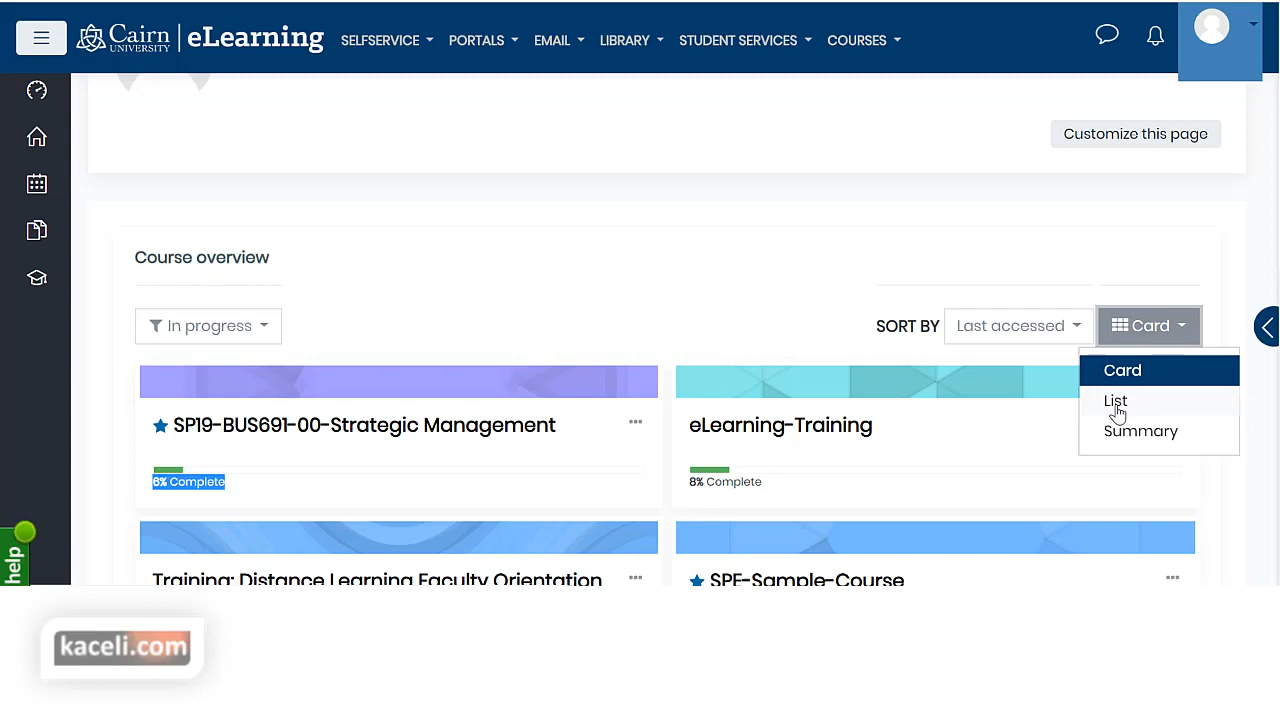 Cairn UNIVERSITY eLearning SELFSERVICE PORTALS EMAIL LIBRARY STUDENT SERVICES COURSES
Customize this page
Course overview
In progress SORT BY Last accessed Card
Card
List
Summary
SP19-BUS691-00-Strategic Management eLearning-Training
6% Complete 8% Complete
Training: Distance Learning Faculty Orientation SPF-Sample-Course
help
kaceli.com